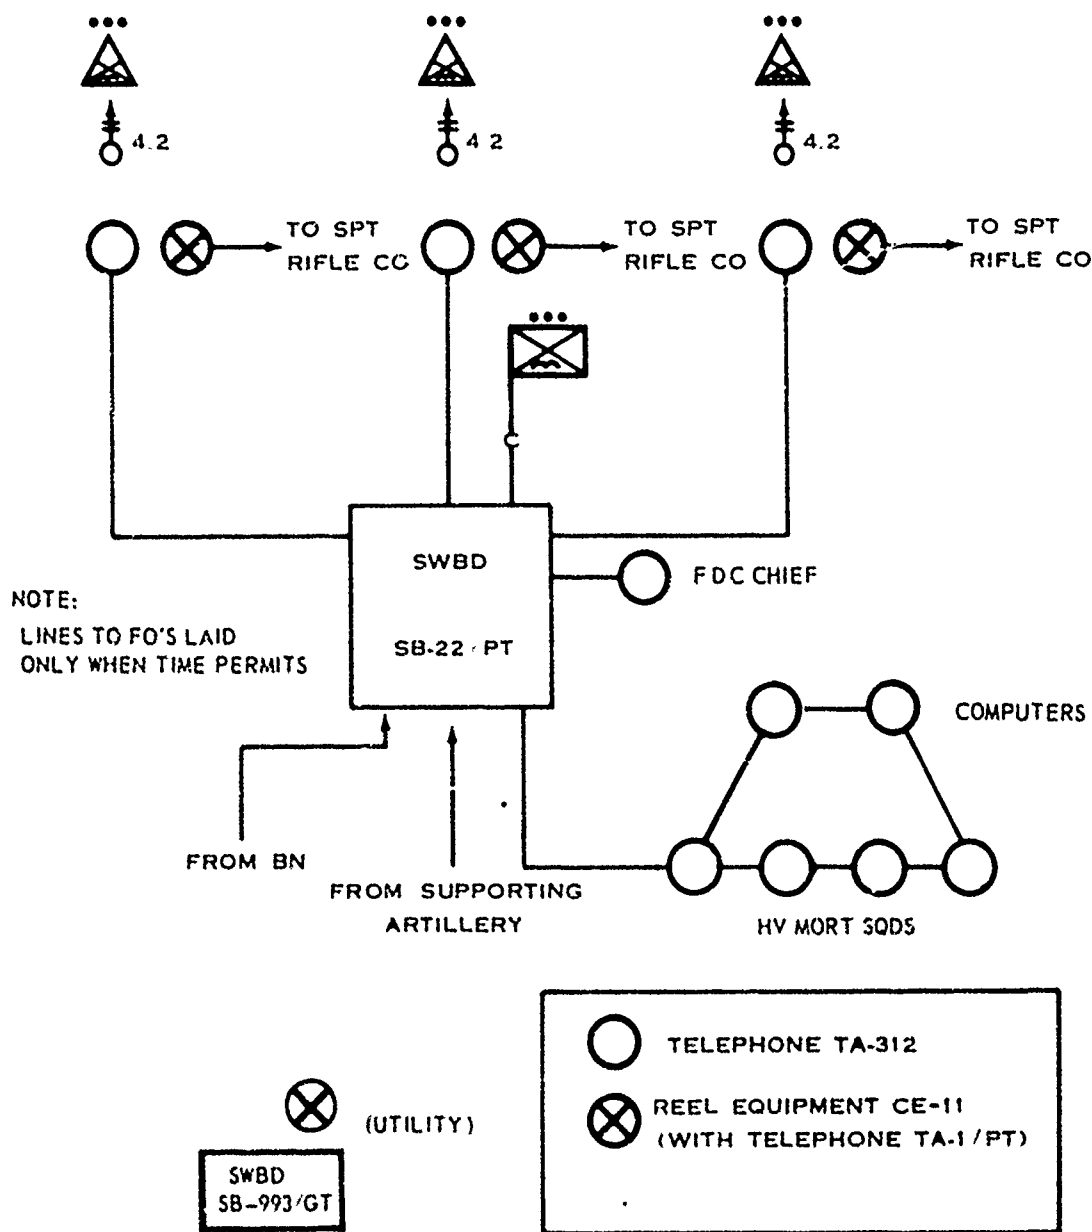 4.2
4.2
4.2
TO SPT
RIFLE CO
TO SPT
RIFLE CO
TO SPT
RIFLE CO
C
SWBD
SB-22/PT
FDC CHIEF
NOTE:
LINES TO FO'S LAID
ONLY WHEN TIME PERMITS
COMPUTERS
FROM BN
FROM SUPPORTING
ARTILLERY
HV MORT SQDS
TELEPHONE TA-312
REEL EQUIPMENT CE-11
(WITH TELEPHONE TA-1/PT)
(UTILITY)
SWBD
SB-993/GT